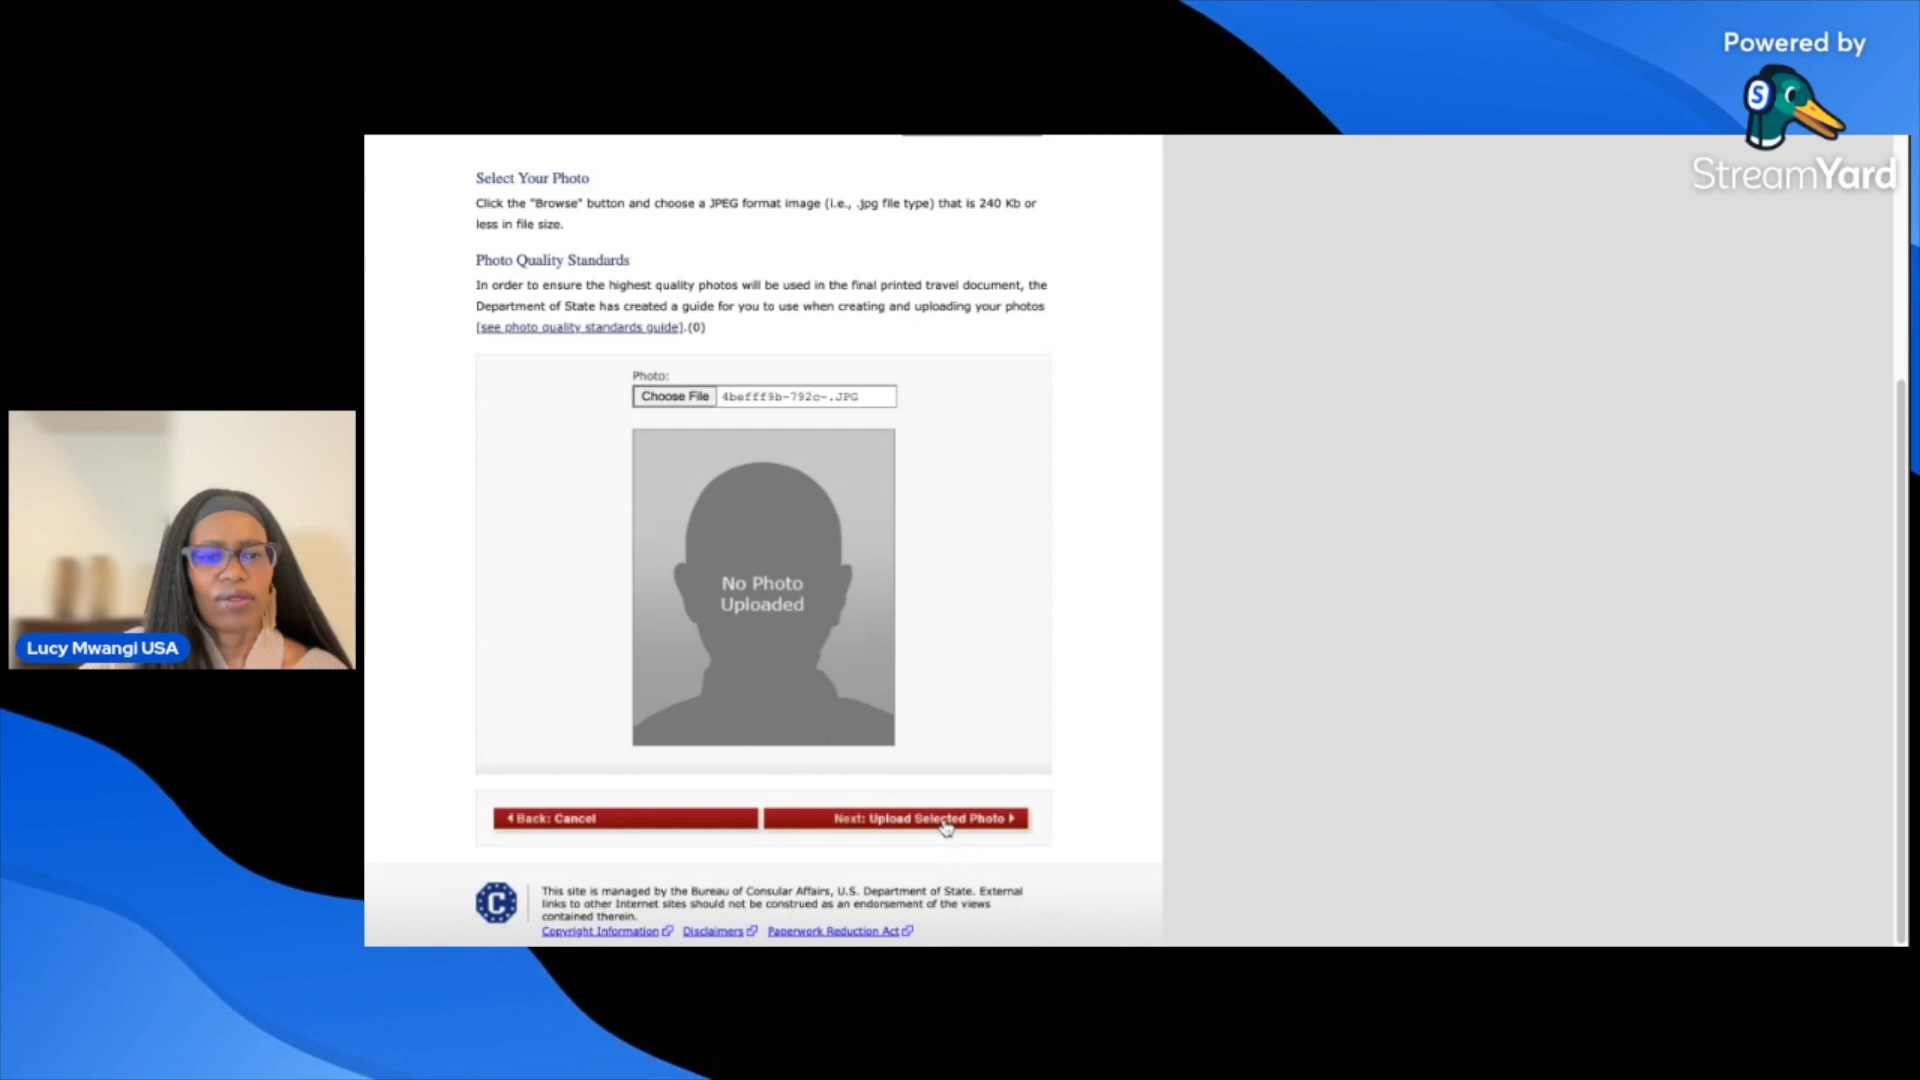 Powered by
StreamYard
Select Your Photo
Click the "Browse" button and choose a JPEG format image (i.e., .jpg file type) that is 240 Kb or
less in file size.
Photo Quality Standards
In order to ensure the highest quality photos will be used in the final printed travel document, the
Department of State has created a guide for you to use when creating and uploading your photos
[see photo quality standards guide].(0)
Photo:
Choose File 4befff9b-792c-.JPG
No Photo
Uploaded
Lucy Mwangi USA
Back: Cancel
Next: Upload Selected Photo
C
This site is managed by the Bureau of Consular Affairs, U.S. Department of State. External
links to other Internet sites should not be construed as an endorsement of the views
contained therein.
Copyright Information Disclaimers Paperwork Reduction Act